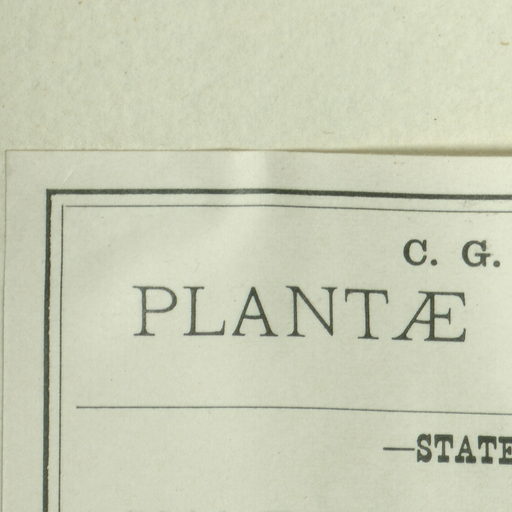 C. G.
PLANTÆ
—STATE